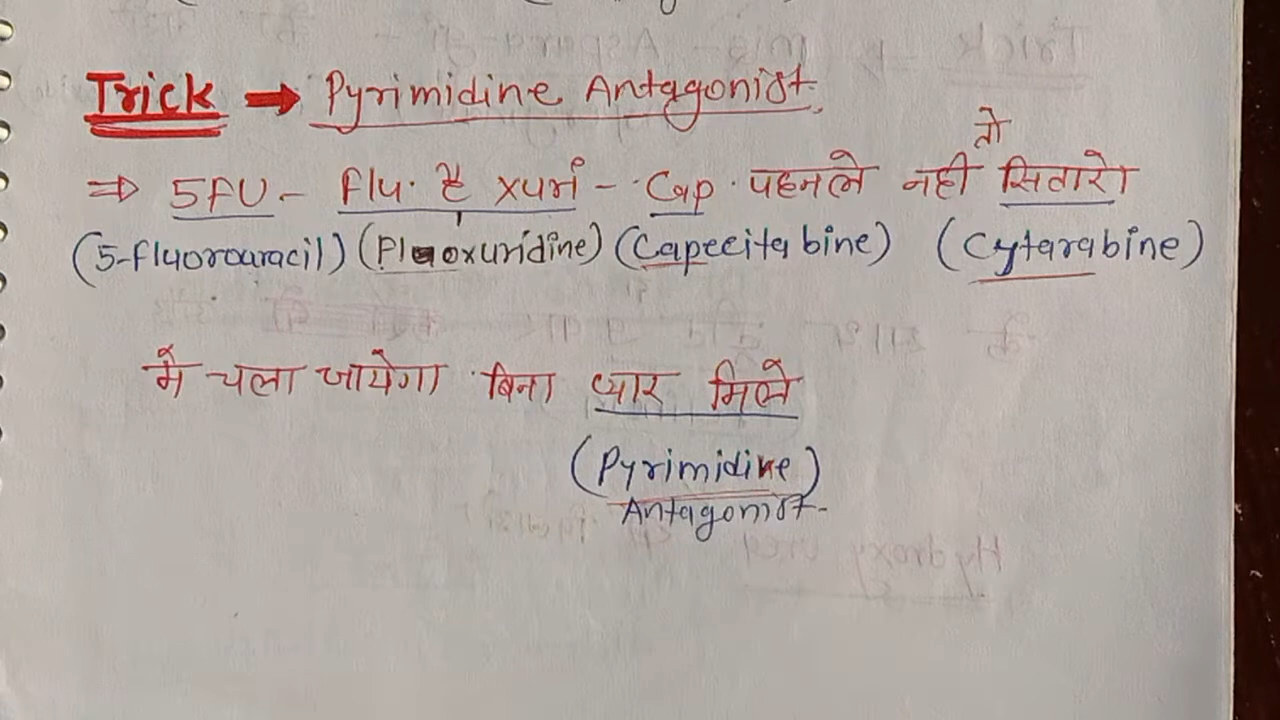 Trick → Pyrimidine Antagonist.
तो
⇒ 5FU - Flu. है xuri - Cap. पहनले नही सितारो
(5-fluorouracil) (Floxuridine) (Capecitabine) (Cytarabine)
मे चला जायेगा बिना प्यार मिले
(Pyrimidine)
Antagonist-